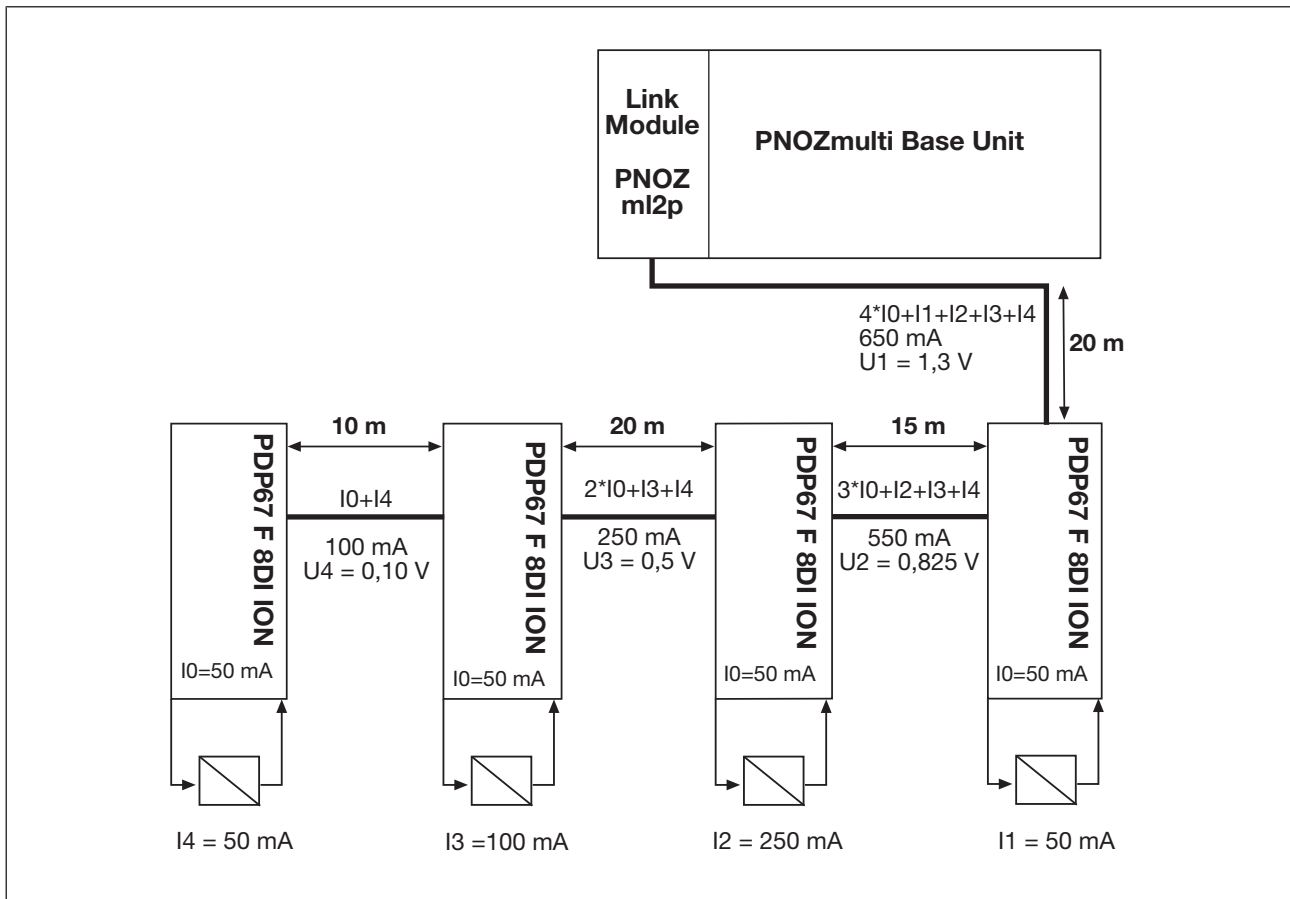 Link
Module
PNOZ
ml2p
PNOZmulti Base Unit
4*I0+I1+I2+I3+I4
650 mA
U1 = 1,3 V
20 m
10 m
20 m
15 m
PDP67 F 8DI ION
PDP67 F 8DI ION
PDP67 F 8DI ION
PDP67 F 8DI ION
I0+I4
100 mA
U4 = 0,10 V
2*I0+I3+I4
250 mA
U3 = 0,5 V
3*I0+I2+I3+I4
550 mA
U2 = 0,825 V
I0=50 mA
I0=50 mA
I0=50 mA
I0=50 mA
I4 = 50 mA
I3 =100 mA
I2 = 250 mA
I1 = 50 mA